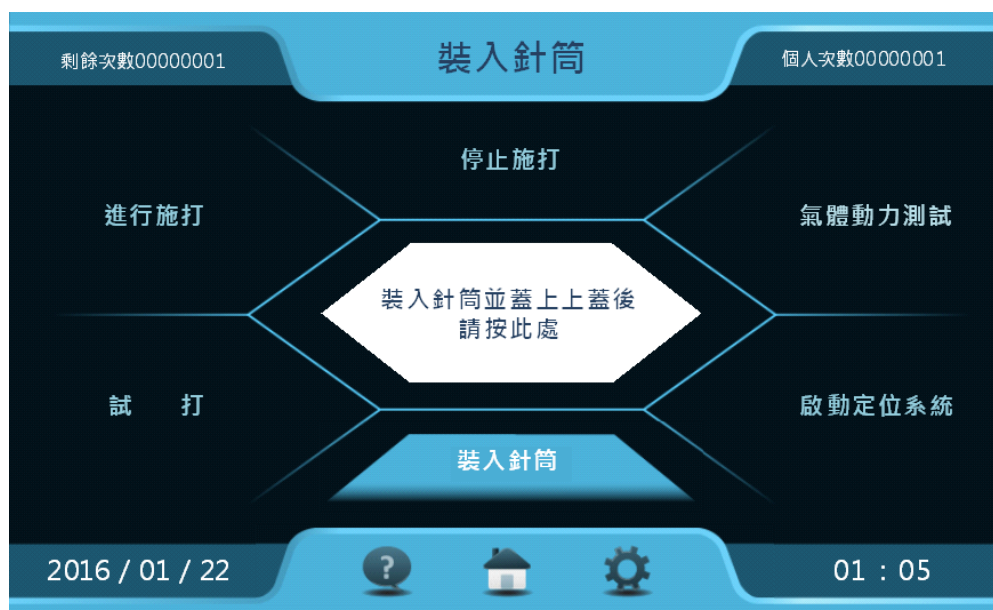 剩餘次數00000001
裝入針筒
個人次數00000001
停止施打
進行施打
氣體動力測試
裝入針筒並蓋上上蓋後
請按此處
試　打
啟動定位系統
裝入針筒
?
2016 / 01 / 22
01 : 05